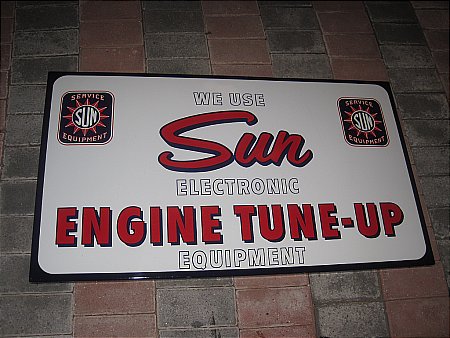 WE USE
SERVICE
SUN
EQUIPMENT
Sun
SERVICE
SUN
EQUIPMENT
ELECTRONIC
ENGINE TUNE-UP
EQUIPMENT